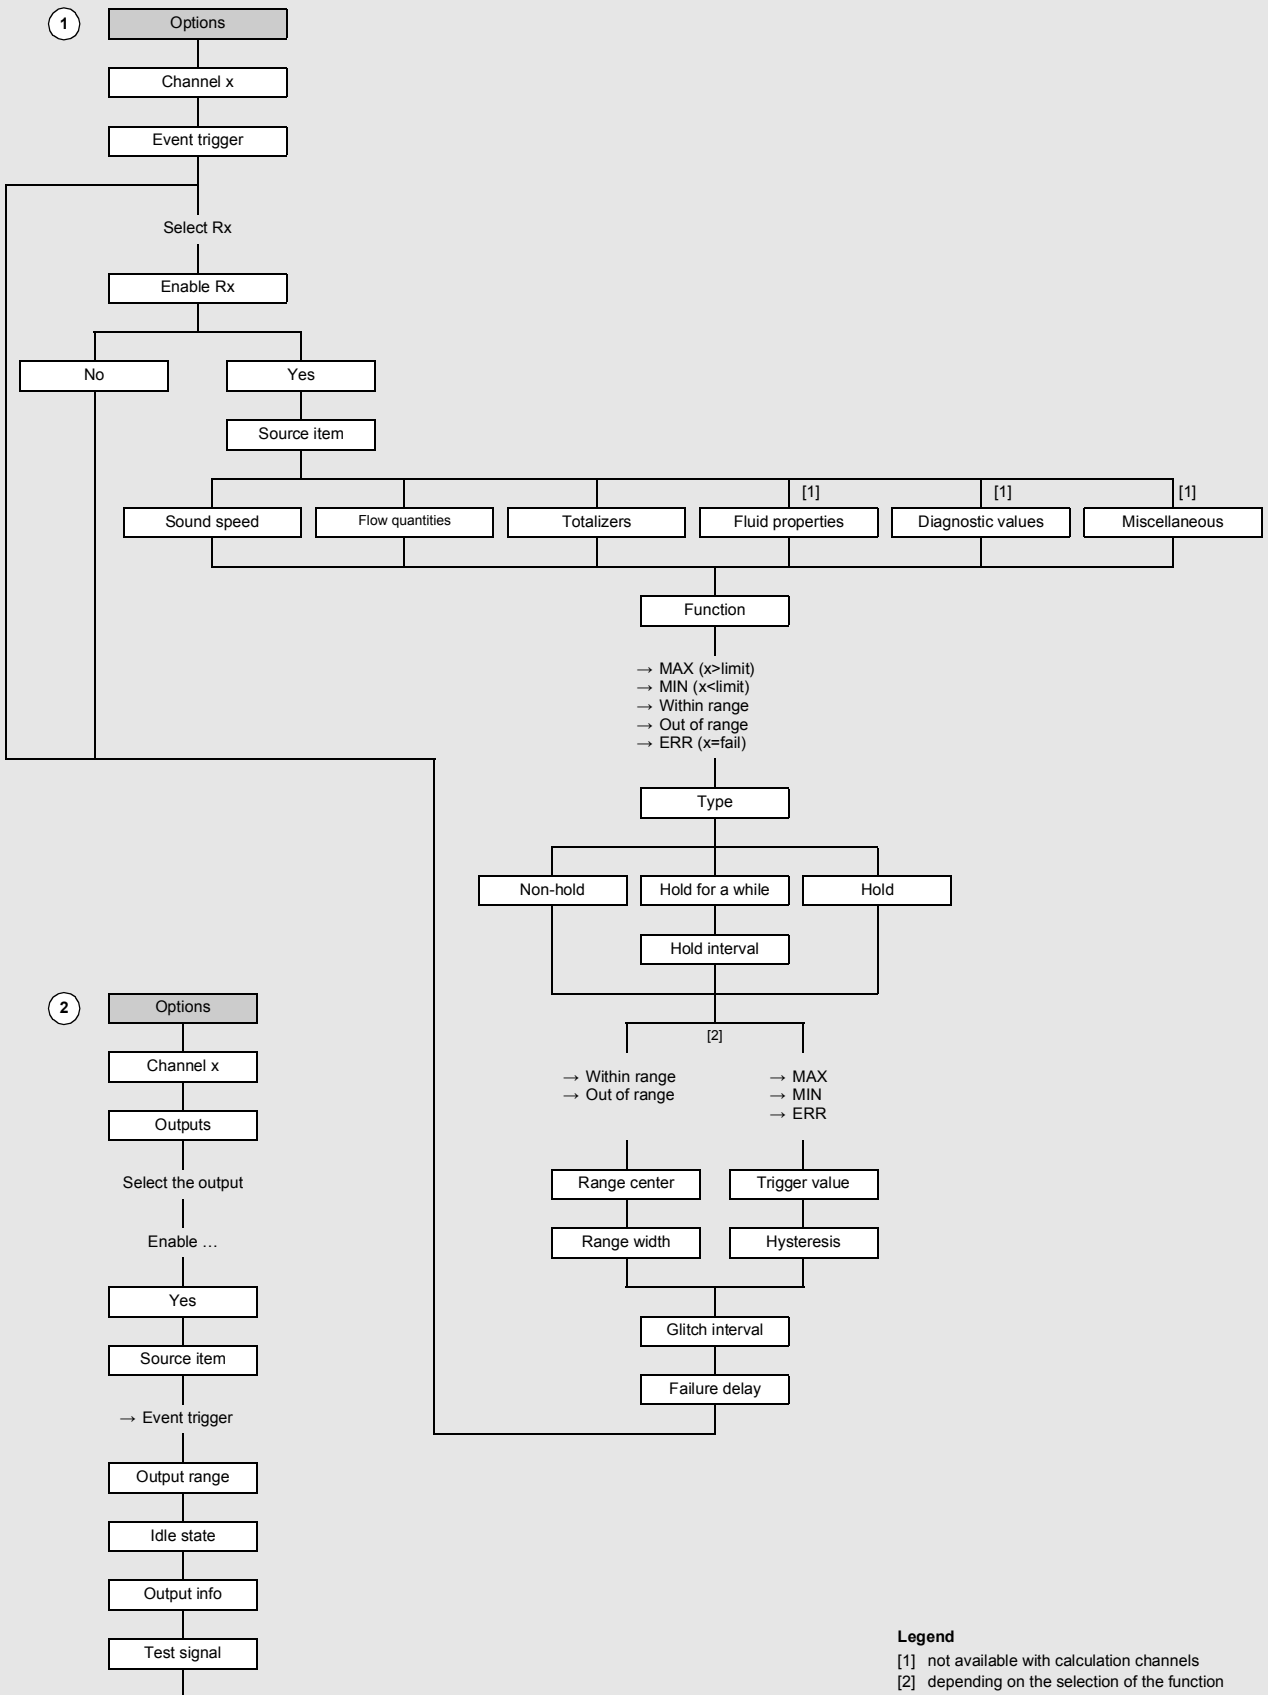 1
Options
Channel x
Event trigger
Select Rx
Enable Rx
No
Yes
Source item
[1]
[1]
[1]
Sound speed
Flow quantities
Totalizers
Fluid properties
Diagnostic values
Miscellaneous
Function
→ MAX (x>limit)
→ MIN (x<limit)
→ Within range
→ Out of range
→ ERR (x=fail)
Type
Non-hold
Hold for a while
Hold
Hold interval
[2]
→ Within range
→ Out of range
→ MAX
→ MIN
→ ERR
Range center
Trigger value
Range width
Hysteresis
Glitch interval
Failure delay
2
Options
Channel x
Outputs
Select the output
Enable …
Yes
Source item
→ Event trigger
Output range
Idle state
Output info
Test signal
Legend
[1] not available with calculation channels
[2] depending on the selection of the function